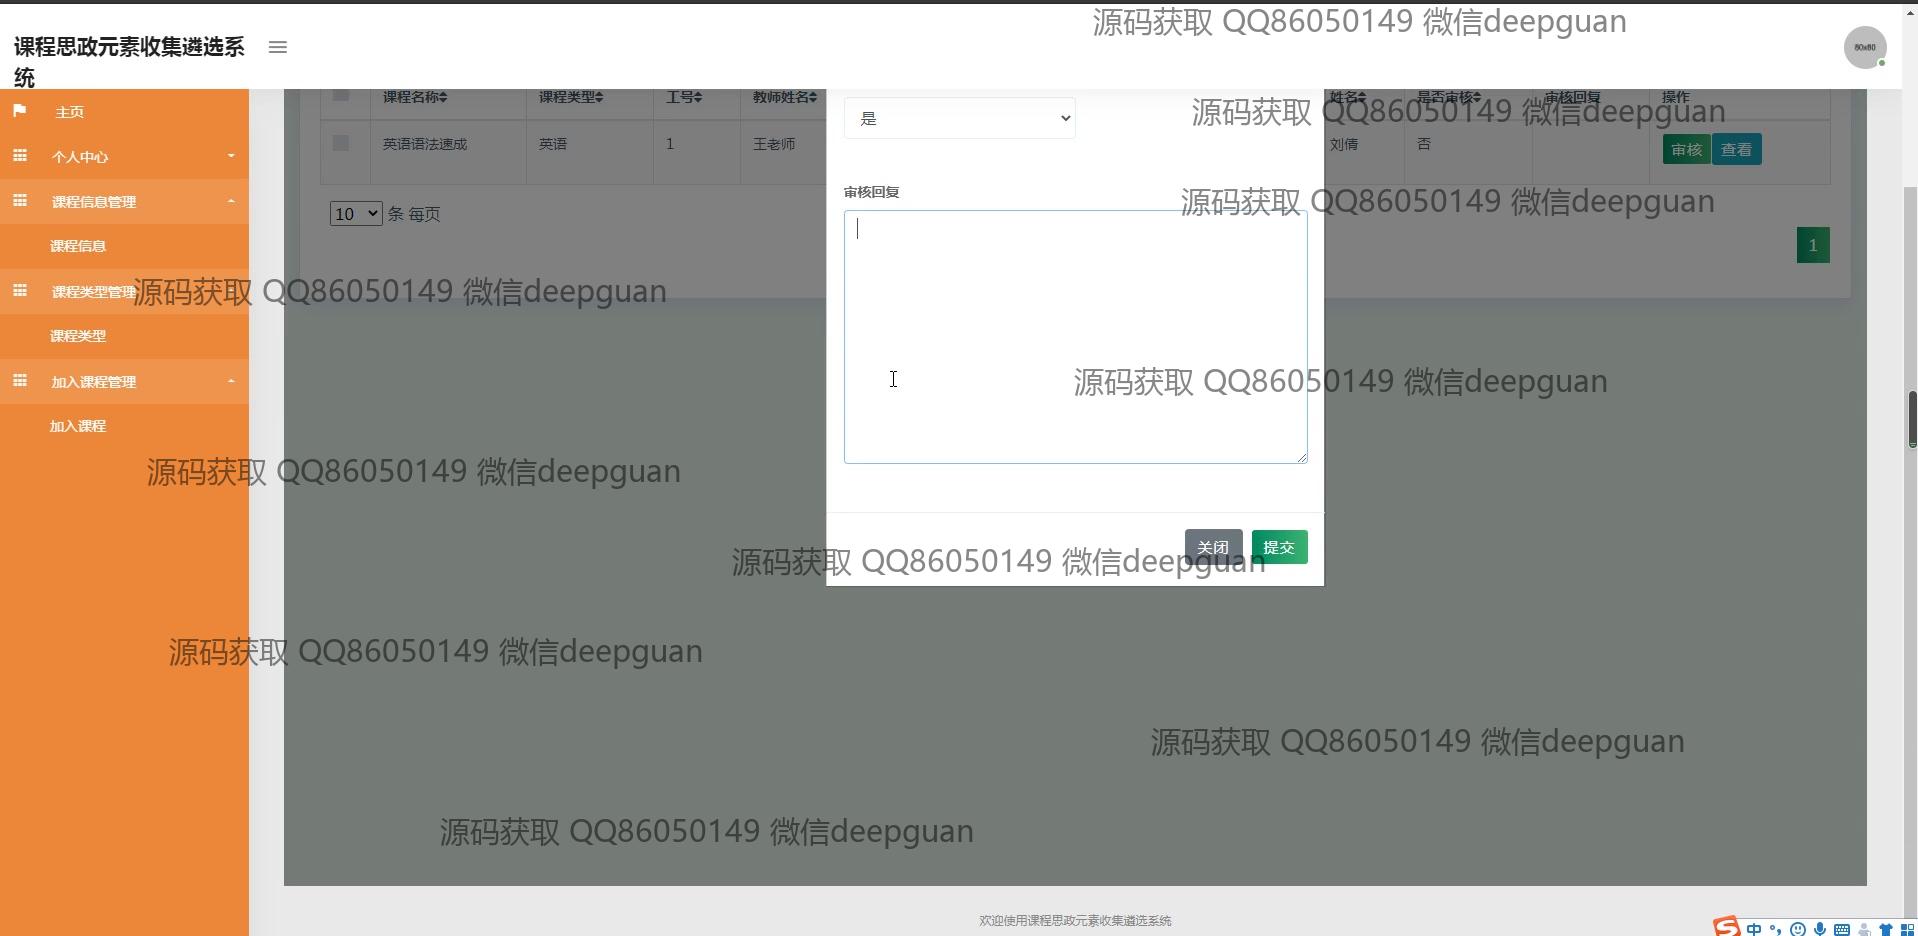 源码获取 QQ86050149 微信deepguan
课程思政元素收集遴选系
统
80x80
主页
个人中心
课程信息管理
课程信息
课程类型管理
课程类型
加入课程管理
加入课程
课程名称 课程类型 工号 教师姓名 姓名 是否审核 审核回复 操作
源码获取 QQ86050149 微信deepguan
是
英语语法速成 英语 1 王老师 刘倩 否 审核 查看
审核回复
源码获取 QQ86050149 微信deepguan
10 条 每页
1
源码获取 QQ86050149 微信deepguan
源码获取 QQ86050149 微信deepguan
源码获取 QQ86050149 微信deepguan
关闭 提交
源码获取 QQ86050149 微信deepguan
源码获取 QQ86050149 微信deepguan
源码获取 QQ86050149 微信deepguan
源码获取 QQ86050149 微信deepguan
欢迎使用课程思政元素收集遴选系统
中